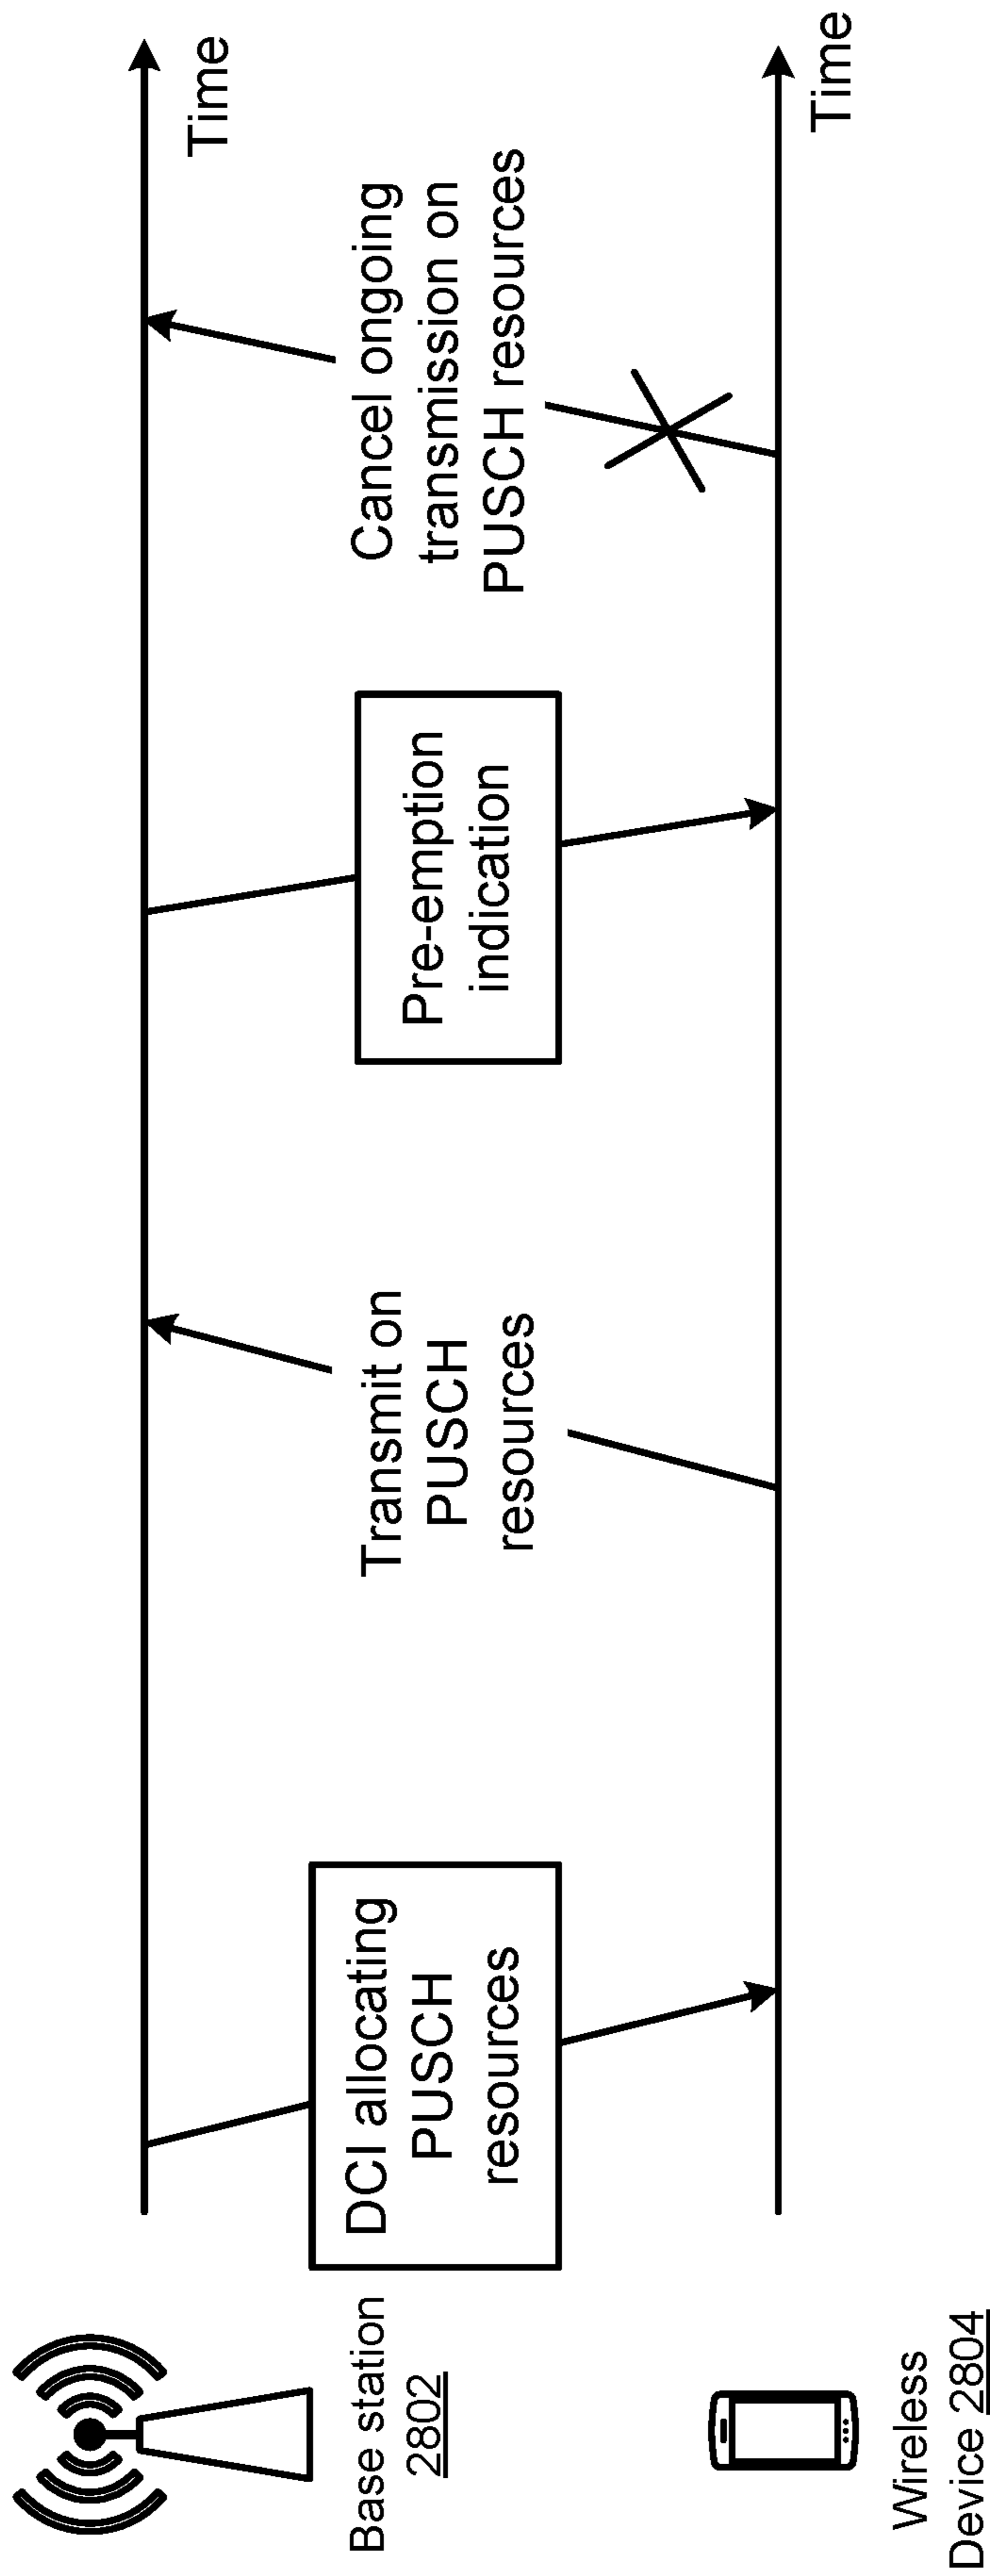 Base station
2802
DCI allocating
PUSCH
resources
Transmit on
PUSCH
resources
Pre-emption
indication
Cancel ongoing
transmission on
PUSCH resources
Time
Wireless
Device 2804
Time